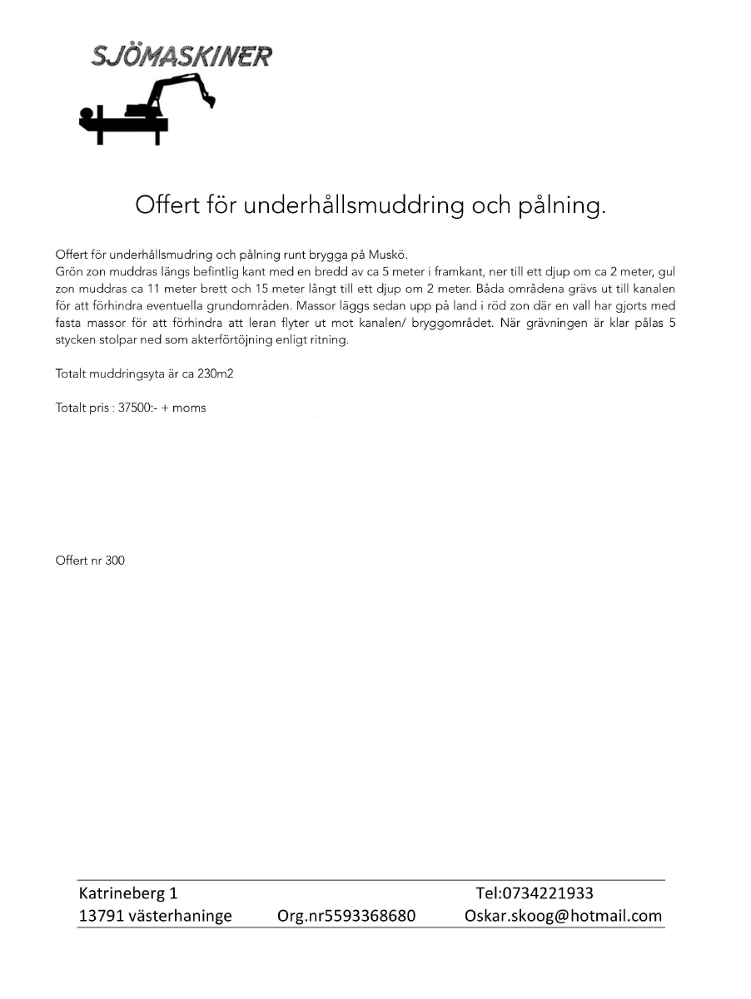 SJÖMASKINER
Offert för underhållsmuddring och pålning.
Offert för underhållsmudring och pålning runt brygga på Muskö.
Grön zon muddras längs befintlig kant med en bredd av ca 5 meter i framkant, ner till ett djup om ca 2 meter, gul
zon muddras ca 11 meter brett och 15 meter långt till ett djup om 2 meter. Båda områdena grävs ut till kanalen
för att förhindra eventuella grundområden. Massor läggs sedan upp på land i röd zon där en vall har gjorts med
fasta massor för att förhindra att leran flyter ut mot kanalen/ bryggområdet. När grävningen är klar pålas 5
stycken stolpar ned som akterförtöjning enligt ritning.
Totalt muddringsyta är ca 230m2
Totalt pris : 37500:- + moms
Offert nr 300
Katrineberg 1 Tel:0734221933
13791 västerhaninge Org.nr5593368680 Oskar.skoog@hotmail.com